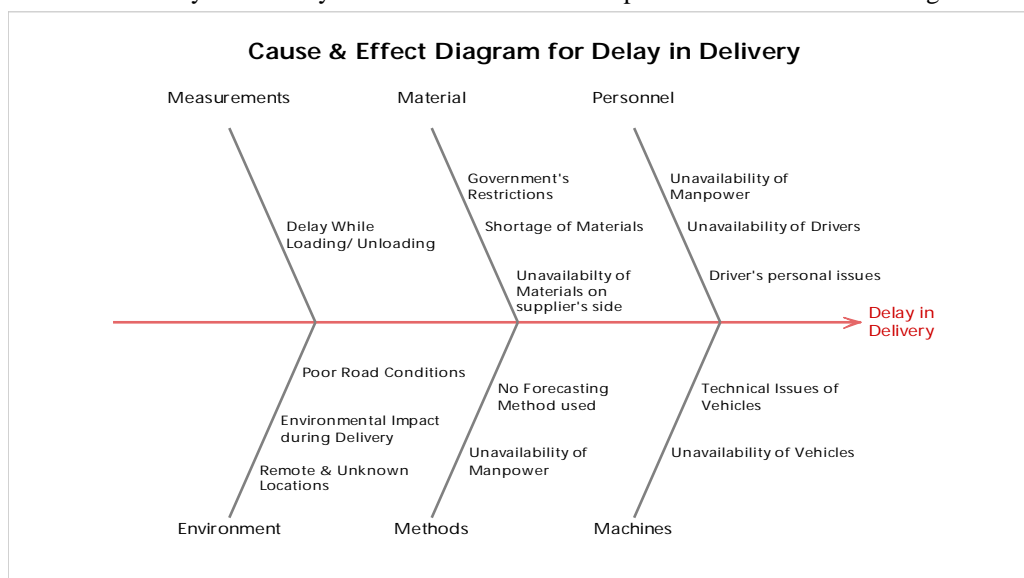 Cause & Effect Diagram for Delay in Delivery
Measurements
Material
Personnel
Government's
Restrictions
Unavailability of
Manpower
Delay While
Loading/ Unloading
Shortage of Materials
Unavailability of Drivers
Unavailabilty of
Materials on
supplier's side
Driver's personal issues
Delay in
Delivery
Poor Road Conditions
No Forecasting
Method used
Technical Issues of
Vehicles
Environmental Impact
during Delivery
Unavailability of
Manpower
Unavailability of Vehicles
Remote & Unknown
Locations
Environment
Methods
Machines